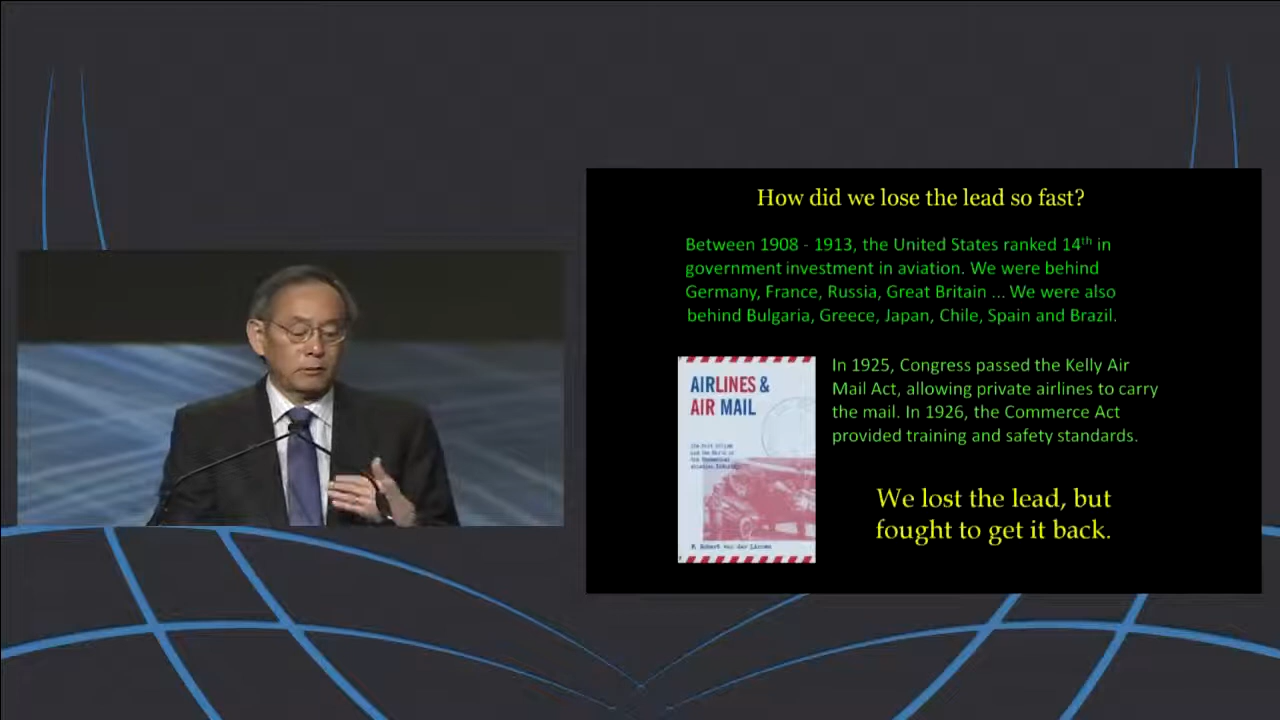 How did we lose the lead so fast?
Between 1908 - 1913, the United States ranked 14th in
government investment in aviation. We were behind
Germany, France, Russia, Great Britain ... We were also
behind Bulgaria, Greece, Japan, Chile, Spain and Brazil.
AIRLINES &
AIR MAIL
F. Robert van der Linden
In 1925, Congress passed the Kelly Air
Mail Act, allowing private airlines to carry
the mail. In 1926, the Commerce Act
provided training and safety standards.
We lost the lead, but
fought to get it back.